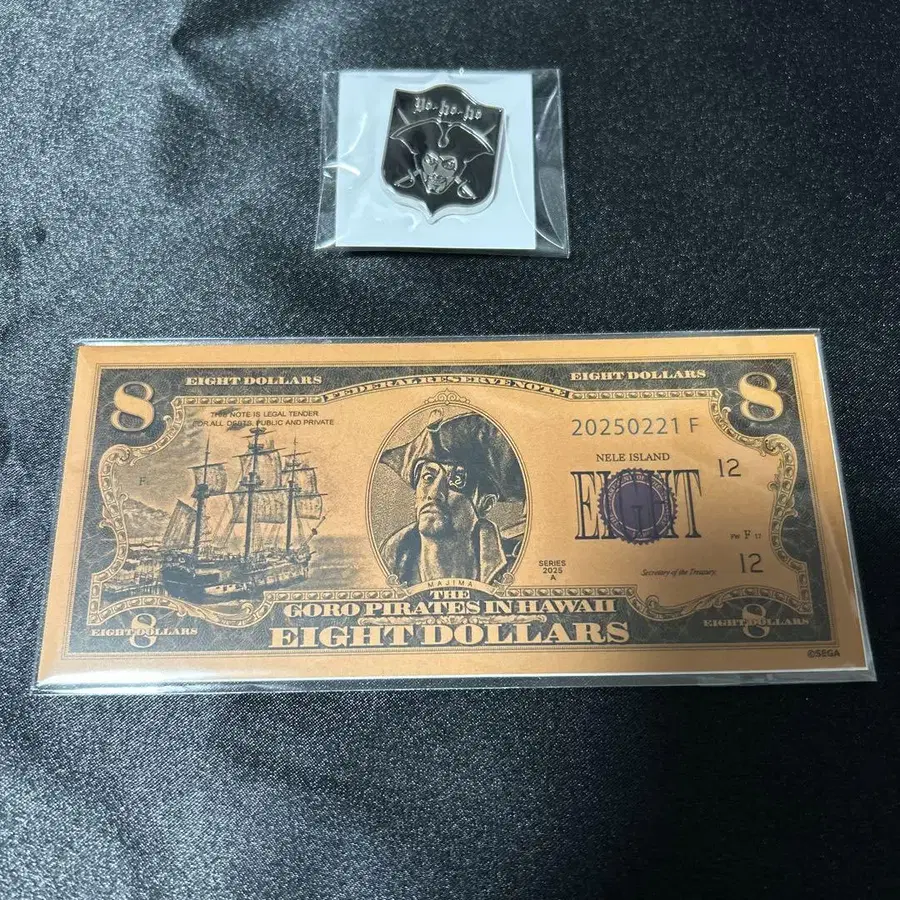 Yo-ho-ho
8
EIGHT DOLLARS
FEDERAL RESERVE NOTE
EIGHT DOLLARS
8
THIS NOTE IS LEGAL TENDER
FOR ALL DEBTS, PUBLIC AND PRIVATE
20250221 F
NELE ISLAND
F
EIGHT
12
PW F 17
SERIES
2025
A
Secretary of the Treasury.
12
MAJIMA
THE
GORO PIRATES IN HAWAII
EIGHT DOLLARS
8
EIGHT DOLLARS
8
EIGHT DOLLARS
©SEGA